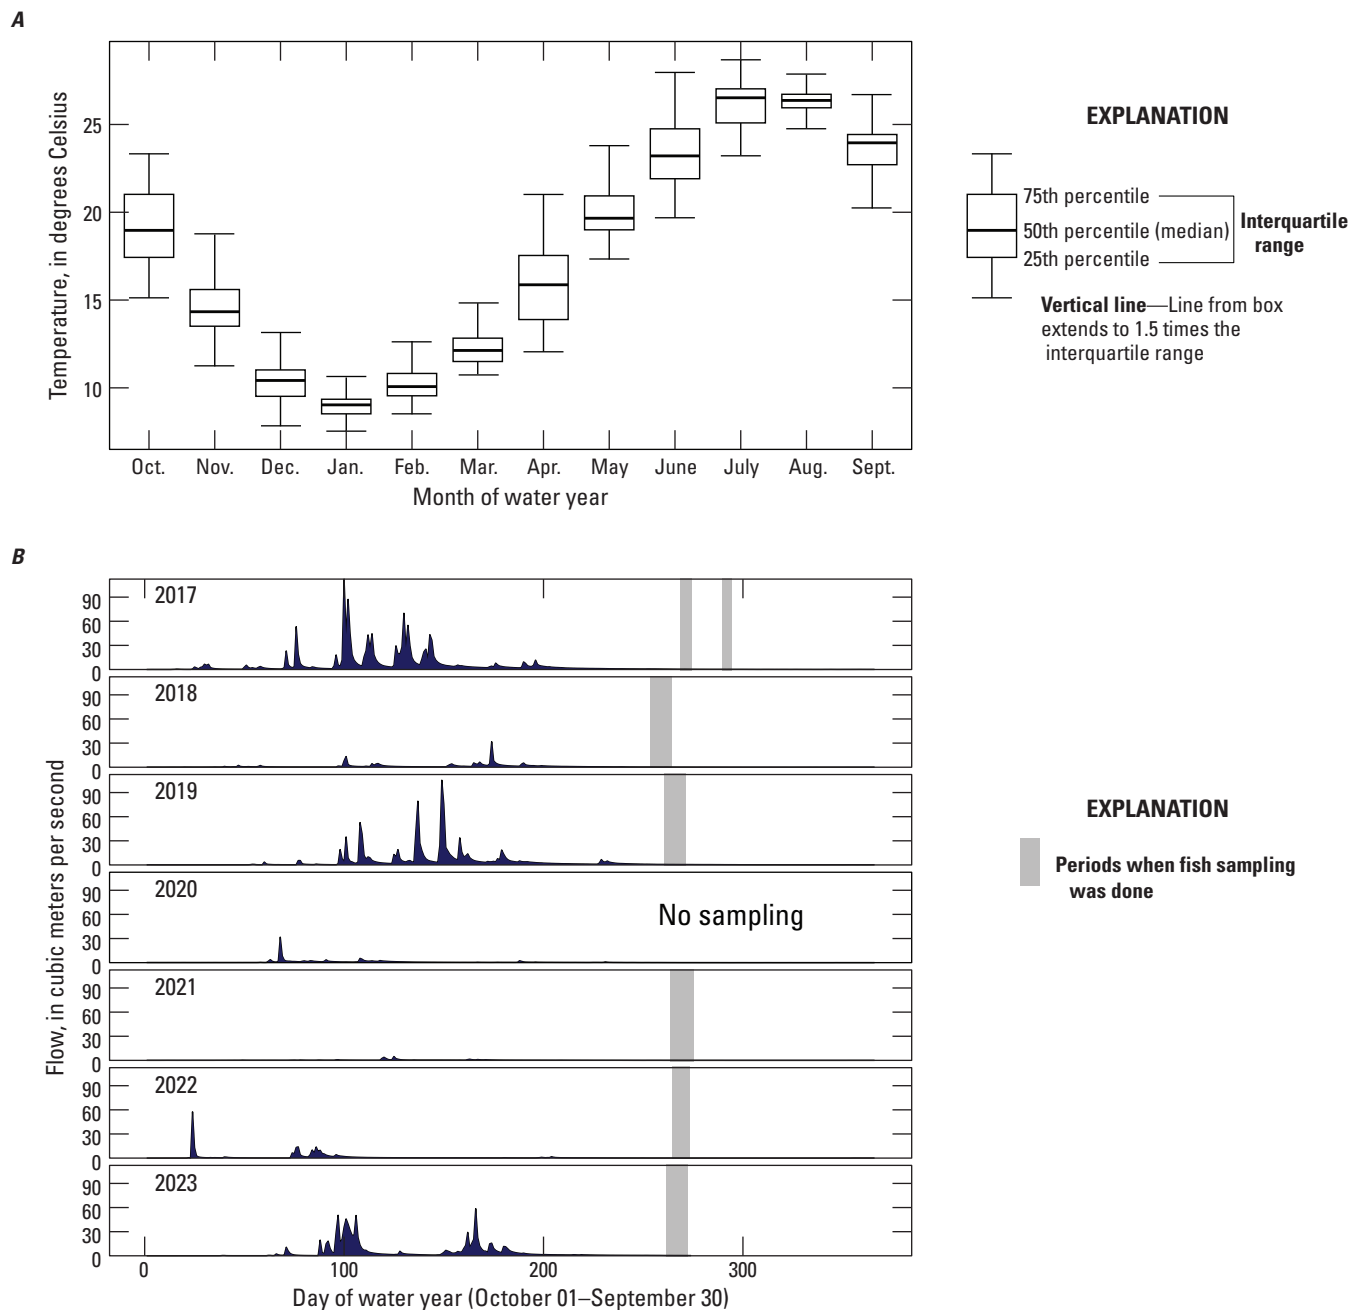 A
Temperature, in degrees Celsius
25
20
15
10
Oct. Nov. Dec. Jan. Feb. Mar. Apr. May June July Aug. Sept.
Month of water year
EXPLANATION
75th percentile
50th percentile (median)
25th percentile
Interquartile
range
Vertical line—Line from box
extends to 1.5 times the
interquartile range
B
Flow, in cubic meters per second
2017
90
60
30
0
2018
90
60
30
0
2019
90
60
30
0
2020
No sampling
90
60
30
0
2021
90
60
30
0
2022
90
60
30
0
2023
90
60
30
0
0 100 200 300
Day of water year (October 01–September 30)
EXPLANATION
Periods when fish sampling
was done